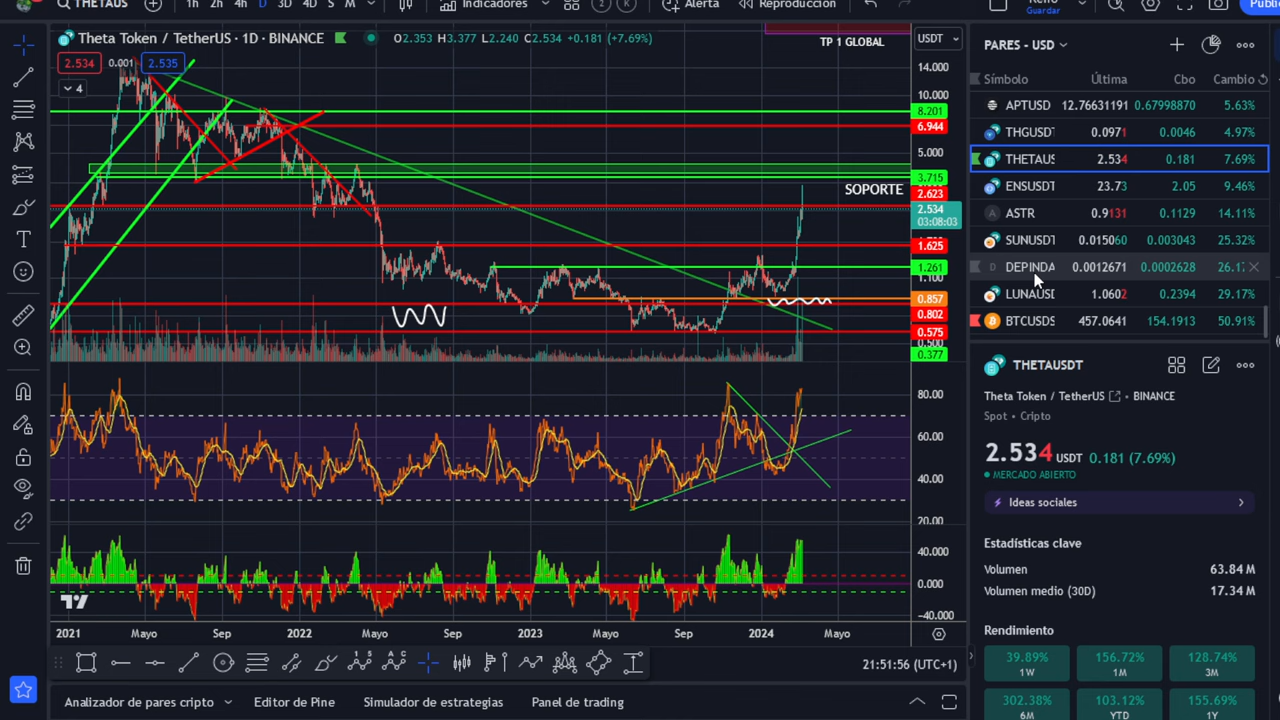 THETAUS 1h 2h 4h D 3D 4D S M Indicadores Alerta Reproducción
Guardar
Theta Token / TetherUS · 1D · BINANCE O2.353 H3.377 L2.240 C2.534 +0.181 (+7.69%)
2.534 0.001 2.535
4
TP 1 GLOBAL
SOPORTE
USDT
14.000
10.000
8.201
6.944
5.000
3.715
2.623
2.534
03:08:03
1.625
1.261
1.100
0.857
0.802
0.575
0.500
0.377
80.00
60.00
40.00
20.00
40.000
0.000
-40.000
2021 Mayo Sep 2022 Mayo Sep 2023 Mayo Sep 2024 Mayo
21:51:56 (UTC+1)
Analizador de pares cripto Editor de Pine Simulador de estrategias Panel de trading
PARES - USD
Símbolo Última Cbo Cambio
APTUSD 12.76631191 0.67998870 5.63%
THGUSDT 0.0971 0.0046 4.97%
THETAUS 2.534 0.181 7.69%
ENSUSDT 23.73 2.05 9.46%
ASTR 0.9131 0.1129 14.11%
SUNUSDT 0.015060 0.003043 25.32%
DEPINDA 0.0012671 0.0002628 26.17
LUNAUSD 1.0602 0.2394 29.17%
BTCUSDS 457.0641 154.1913 50.91%
THETAUSDT
Theta Token / TetherUS • BINANCE
Spot • Cripto
2.534 USDT 0.181 (7.69%)
MERCADO ABIERTO
Ideas sociales
Estadísticas clave
Volumen 63.84 M
Volumen medio (30D) 17.34 M
Rendimiento
39.89% 156.72% 128.74%
1W 1M 3M
302.38% 103.12% 155.69%
6M YTD 1Y